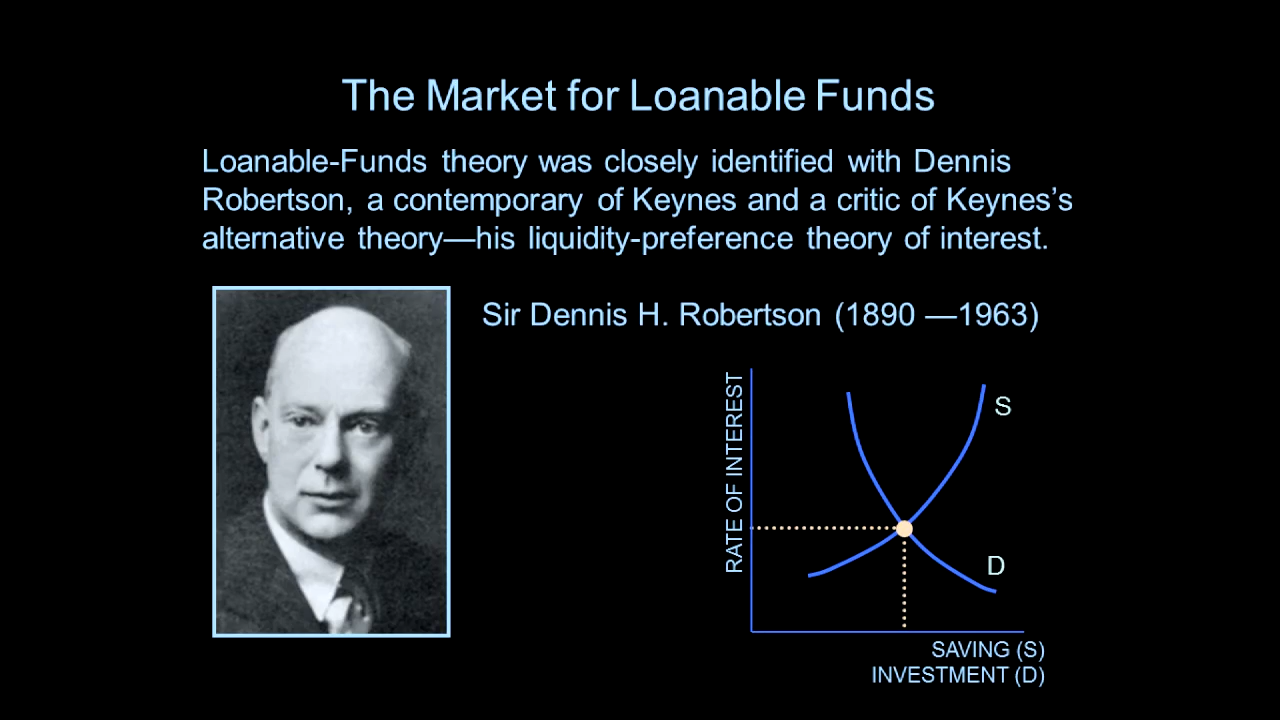 The Market for Loanable Funds
Loanable-Funds theory was closely identified with Dennis
Robertson, a contemporary of Keynes and a critic of Keynes’s
alternative theory—his liquidity-preference theory of interest.
Sir Dennis H. Robertson (1890 —1963)
RATE OF INTEREST
S
D
SAVING (S)
INVESTMENT (D)